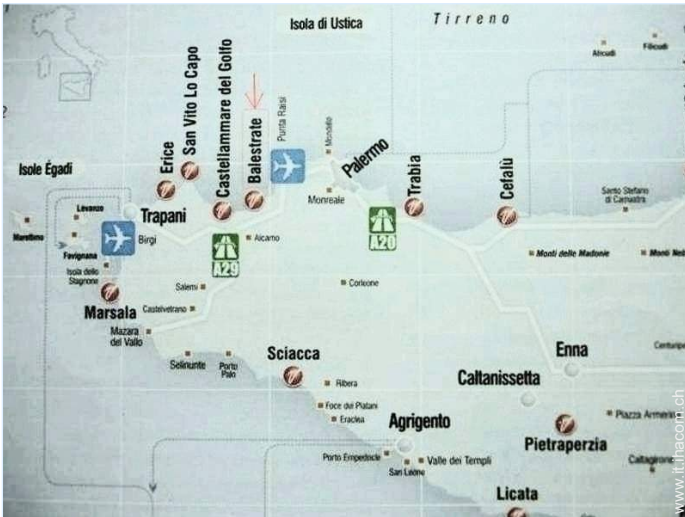 Tirreno
Isola di Ustica
Alicudi
Filicudi
San Vito Lo Capo
Castellammare del Golfo
Erice
Balestrate
Punta Raisi
Mondello
Palermo
Trabia
Cefalù
Isole Égadi
Monreale
Santo Stefano
di Camastra
Levanzo
Trapani
Marettimo
Birgi
Favignana
Alcamo
A20
A29
Monti delle Madonie
Monti Neb
Isola dello
Stagnone
Salemi
Corleone
Marsala
Castelvetrano
Mazara
del Vallo
Selinunte
Porto
Palo
Sciacca
Enna
Centuripe
Ribera
Caltanissetta
Foce del Platani
Eraclea
Agrigento
Piazza Armerin
Pietraperzia
Porto Empedocle
Valle dei Templi
San Leone
Caltagirone
Licata
www.it.ihacom.ch